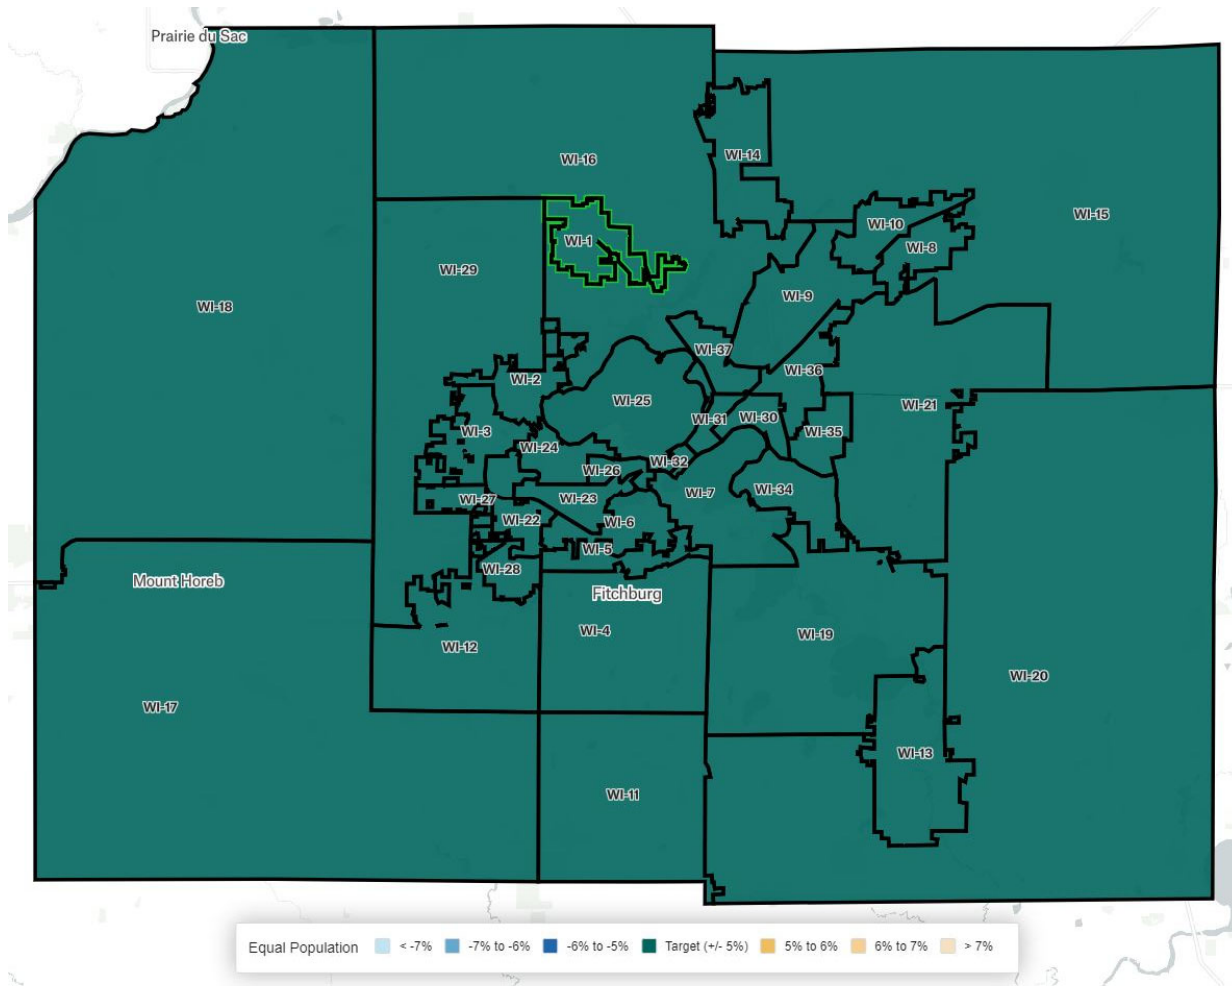 Prairie du Sac
WI-16
WI-14
WI-15
WI-10
WI-1
WI-8
WI-29
WI-9
WI-18
WI-37
WI-36
WI-2
WI-25
WI-21
WI-31
WI-30
WI-3
WI-35
WI-24
WI-32
WI-26
WI-34
WI-7
WI-27
WI-23
WI-22
WI-6
WI-5
WI-28
Mount Horeb
Fitchburg
WI-4
WI-19
WI-12
WI-20
WI-17
WI-13
WI-11
Equal Population < -7% -7% to -6% -6% to -5% Target (+/- 5%) 5% to 6% 6% to 7% > 7%